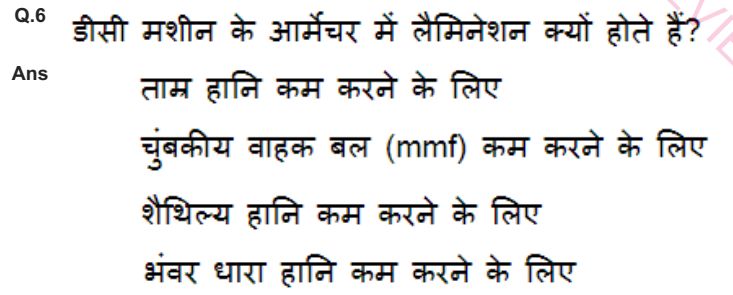 Q.6 डीसी मशीन के आर्मेचर में लैमिनेशन क्यों होते हैं?
Ans ताम्र हानि कम करने के लिए
चुंबकीय वाहक बल (mmf) कम करने के लिए
शैथिल्य हानि कम करने के लिए
भंवर धारा हानि कम करने के लिए